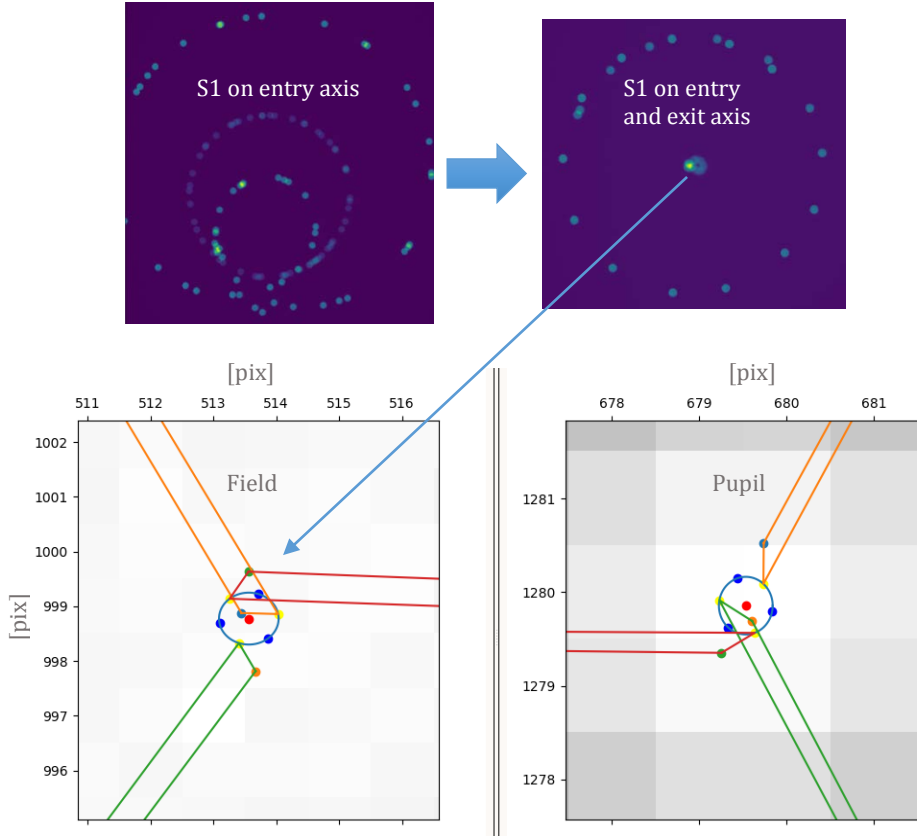 S1 on entry axis
S1 on entry
and exit axis
[pix]
[pix]
511 512 513 514 515 516
678 679 680 681
1002
1001
1000
999
998
997
996
[pix]
Field
Pupil
1281
1280
1279
1278